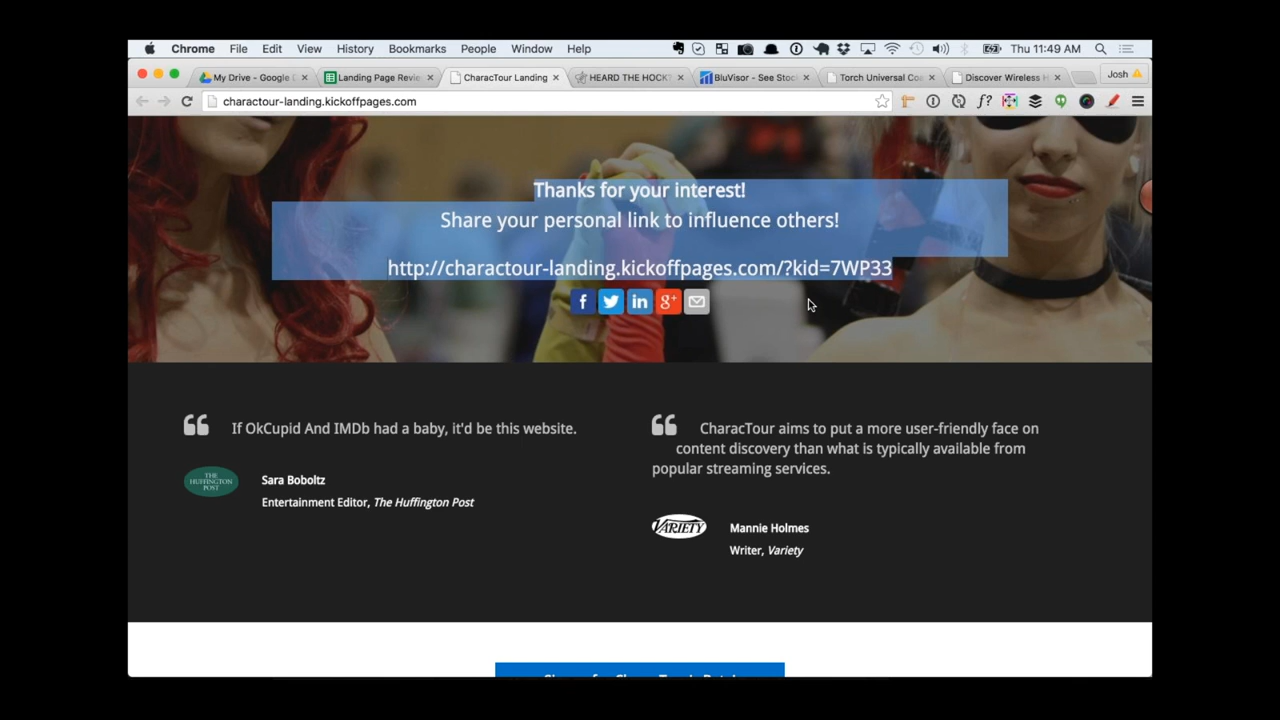 Chrome File Edit View History Bookmarks People Window Help Thu 11:49 AM
My Drive - Google Landing Page Revie CharacTour Landing HEARD THE HOCK BluVisor - See Stoc Torch Universal Co Discover Wireless H Josh
charactour-landing.kickoffpages.com f?
Thanks for your interest!
Share your personal link to influence others!
http://charactour-landing.kickoffpages.com/?kid=7WP33
f in g+
If OkCupid And IMDb had a baby, it'd be this website.
THE
HUFFINGTON
POST
Sara Boboltz
Entertainment Editor, The Huffington Post
CharacTour aims to put a more user-friendly face on
content discovery than what is typically available from
popular streaming services.
VARIETY
Mannie Holmes
Writer, Variety